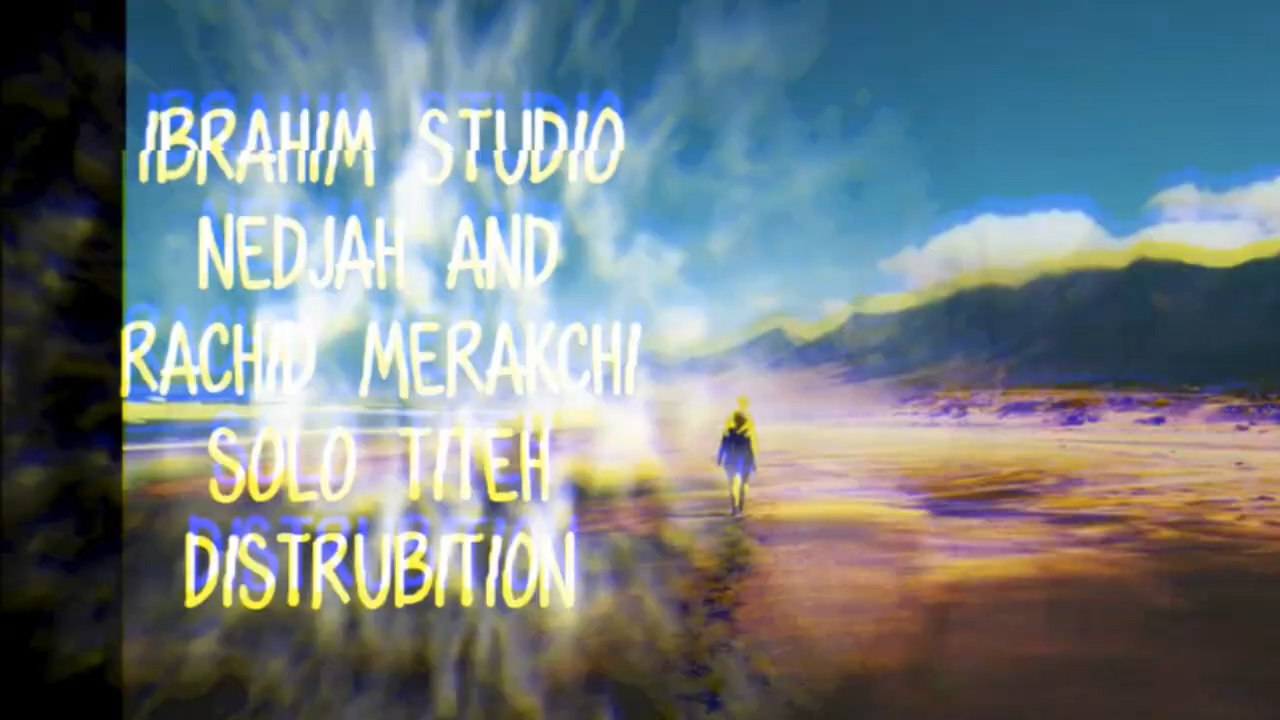 IBRAHIM STUDIO
NEDJAH AND
RACHID MERAKCHI
SOLO TITEH
DISTRUBITION